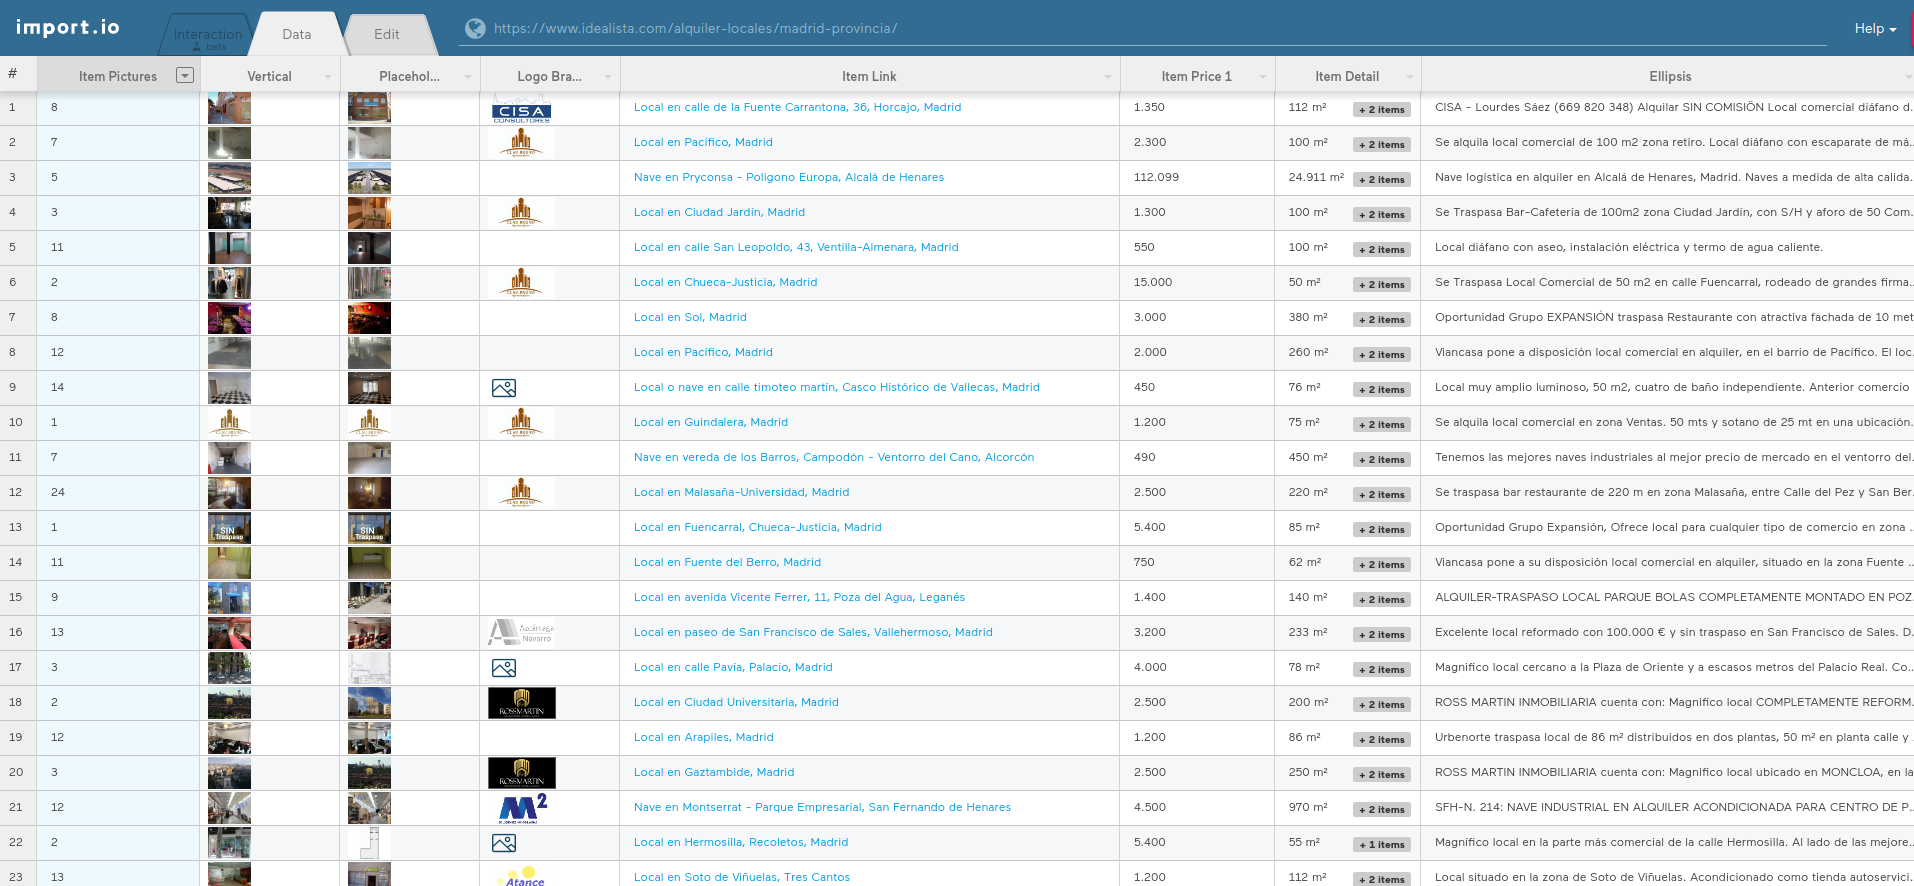 import.io Interaction beta Data Edit https://www.idealista.com/alquiler-locales/madrid-provincia/ Help
# Item Pictures Vertical Placehol... Logo Bra... Item Link Item Price 1 Item Detail Ellipsis
1 8 CISA CONSULTORES Local en calle de la Fuente Carrantona, 36, Horcajo, Madrid 1.350 112 m² + 2 items CISA - Lourdes Sáez (669 820 348) Alquilar SIN COMISIÓN Local comercial diáfano d..
2 7 Local en Pacífico, Madrid 2.300 100 m² + 2 items Se alquila local comercial de 100 m2 zona retiro. Local diáfano con escaparate de má..
3 5 Nave en Pryconsa - Poligono Europa, Alcalá de Henares 112.099 24.911 m² + 2 items Nave logística en alquiler en Alcalá de Henares, Madrid. Naves a medida de alta calida..
4 3 Local en Ciudad Jardín, Madrid 1.300 100 m² + 2 items Se Traspasa Bar-Cafetería de 100m2 zona Ciudad Jardín, con S/H y aforo de 50 Com..
5 11 Local en calle San Leopoldo, 43, Ventilla-Almenara, Madrid 550 100 m² + 2 items Local diáfano con aseo, instalación eléctrica y termo de agua caliente.
6 2 Local en Chueca-Justicia, Madrid 15.000 50 m² + 2 items Se Traspasa Local Comercial de 50 m2 en calle Fuencarral, rodeado de grandes firma..
7 8 Local en Sol, Madrid 3.000 380 m² + 2 items Oportunidad Grupo EXPANSIÓN traspasa Restaurante con atractiva fachada de 10 met
8 12 Local en Pacífico, Madrid 2.000 260 m² + 2 items Viancasa pone a disposición local comercial en alquiler, en el barrio de Pacífico. El loc..
9 14 Local o nave en calle timoteo martín, Casco Histórico de Vallecas, Madrid 450 76 m² + 2 items Local muy amplio luminoso, 50 m2, cuatro de baño independiente. Anterior comercio
10 1 Local en Guindalera, Madrid 1.200 75 m² + 2 items Se alquila local comercial en zona Ventas. 50 mts y sotano de 25 mt en una ubicación..
11 7 Nave en vereda de los Barros, Campodón - Ventorro del Cano, Alcorcón 490 450 m² + 2 items Tenemos las mejores naves industriales al mejor precio de mercado en el ventorro del..
12 24 Local en Malasaña-Universidad, Madrid 2.500 220 m² + 2 items Se traspasa bar restaurante de 220 m en zona Malasaña, entre Calle del Pez y San Ber..
13 1 SIN Traspaso SIN Traspaso Local en Fuencarral, Chueca-Justicia, Madrid 5.400 85 m² + 2 items Oportunidad Grupo Expansión, Ofrece local para cualquier tipo de comercio en zona ..
14 11 Local en Fuente del Berro, Madrid 750 62 m² + 2 items Viancasa pone a su disposición local comercial en alquiler, situado en la zona Fuente ..
15 9 Local en avenida Vicente Ferrer, 11, Poza del Agua, Leganés 1.400 140 m² + 2 items ALQUILER-TRASPASO LOCAL PARQUE BOLAS COMPLETAMENTE MONTADO EN POZ
16 13 Azcárraga Navarro Local en paseo de San Francisco de Sales, Vallehermoso, Madrid 3.200 233 m² + 2 items Excelente local reformado con 100.000 € y sin traspaso en San Francisco de Sales. D..
17 3 Local en calle Pavía, Palacio, Madrid 4.000 78 m² + 2 items Magnifico local cercano a la Plaza de Oriente y a escasos metros del Palacio Real. Co...
18 2 ROSSMARTIN Local en Ciudad Universitaria, Madrid 2.500 200 m² + 2 items ROSS MARTIN INMOBILIARIA cuenta con: Magnifico local COMPLETAMENTE REFORM..
19 12 Local en Arapiles, Madrid 1.200 86 m² + 2 items Urbenorte traspasa local de 86 m² distribuidos en dos plantas, 50 m² en planta calle y
20 3 ROSSMARTIN Local en Gaztambide, Madrid 2.500 250 m² + 2 items ROSS MARTIN INMOBILIARIA cuenta con: Magnifico local ubicado en MONCLOA, en la
21 12 M2 Nave en Montserrat - Parque Empresarial, San Fernando de Henares 4.500 970 m² + 2 items SFH-N. 214: NAVE INDUSTRIAL EN ALQUILER ACONDICIONADA PARA CENTRO DE P..
22 2 Local en Hermosilla, Recoletos, Madrid 5.400 55 m² + 1 items Magnífico local en la parte más comercial de la calle Hermosilla. Al lado de las mejore..
23 13 Atance Local en Soto de Viñuelas, Tres Cantos 1.200 112 m² + 2 items Local situado en la zona de Soto de Viñuelas. Acondicionado como tienda autoservici..